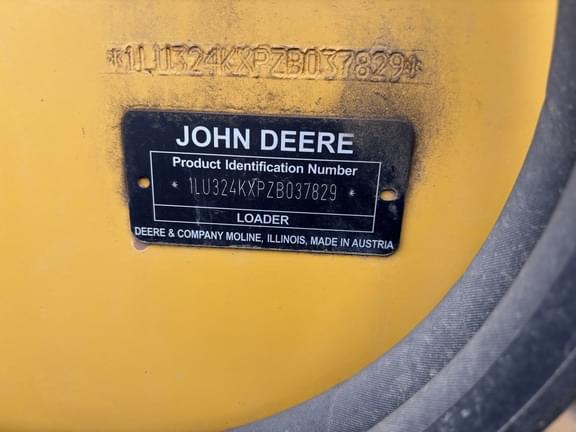 *1LU324KXPZB037829*
JOHN DEERE
Product Identification Number
* 1LU324KXPZB037829 *
LOADER
DEERE & COMPANY MOLINE, ILLINOIS, MADE IN AUSTRIA